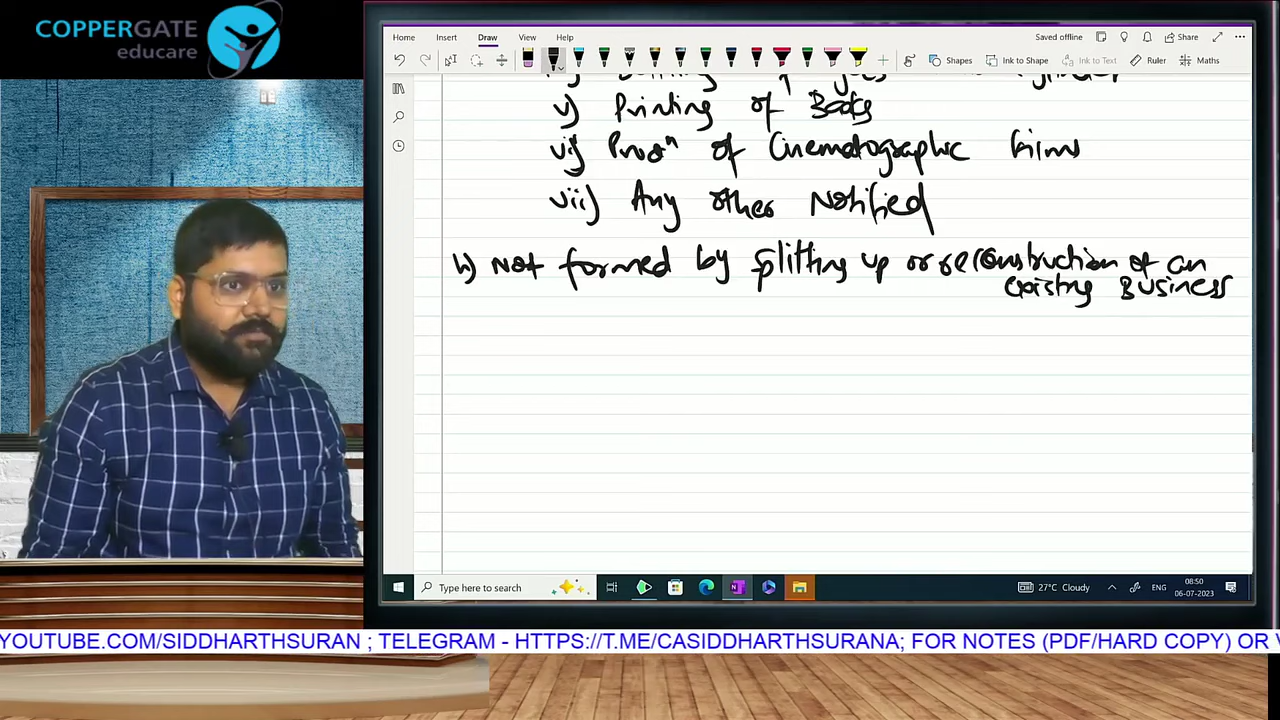 COPPERGATE
educare
Home Insert Draw View Help
Saved offline
Share
Shapes
Ink to Shape
Ink to Text
Ruler
Maths
v) Printing of Books
vi) Prodn of Cinematographic films
vii) Any other Notified
h) Not formed by splitting up or reconstruction of an
existing Business
Type here to search
27°C Cloudy
ENG
08:50
06-07-2023
YOUTUBE.COM/SIDDHARTHSURAN ; TELEGRAM - HTTPS://T.ME/CASIDDHARTHSURANA; FOR NOTES (PDF/HARD COPY) OR